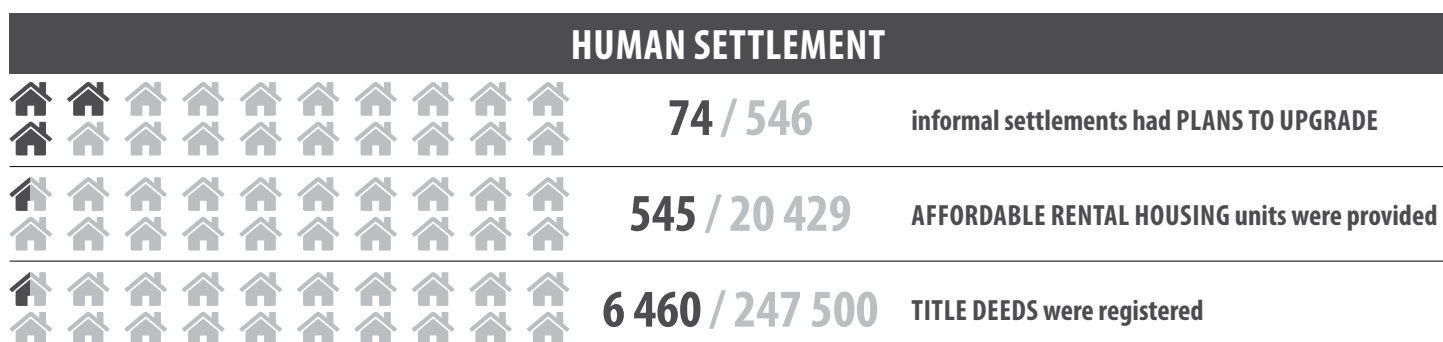 HUMAN SETTLEMENT
74 / 546 informal settlements had PLANS TO UPGRADE
545 / 20 429 AFFORDABLE RENTAL HOUSING units were provided
6 460 / 247 500 TITLE DEEDS were registered